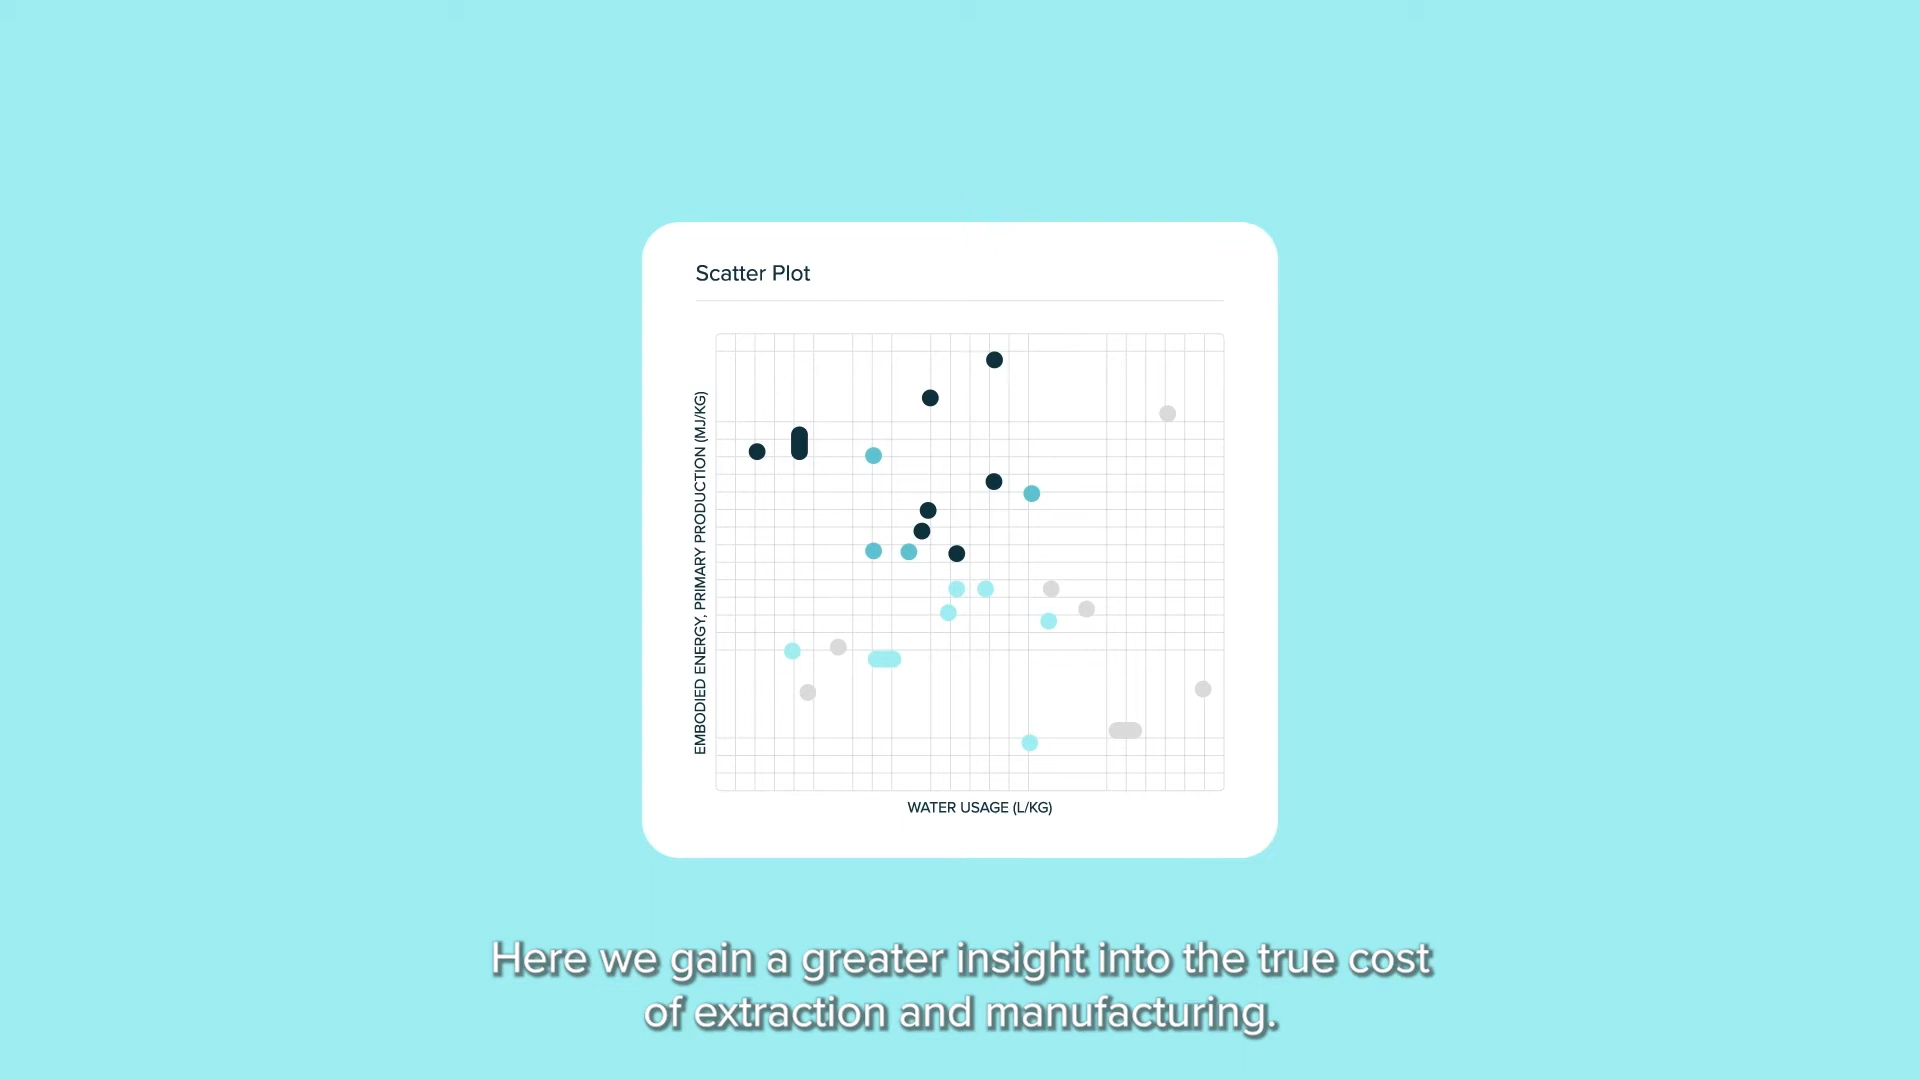 Scatter Plot
EMBODIED ENERGY, PRIMARY PRODUCTION (MJ/KG)
WATER USAGE (L/KG)
Here we gain a greater insight into the true cost
of extraction and manufacturing.